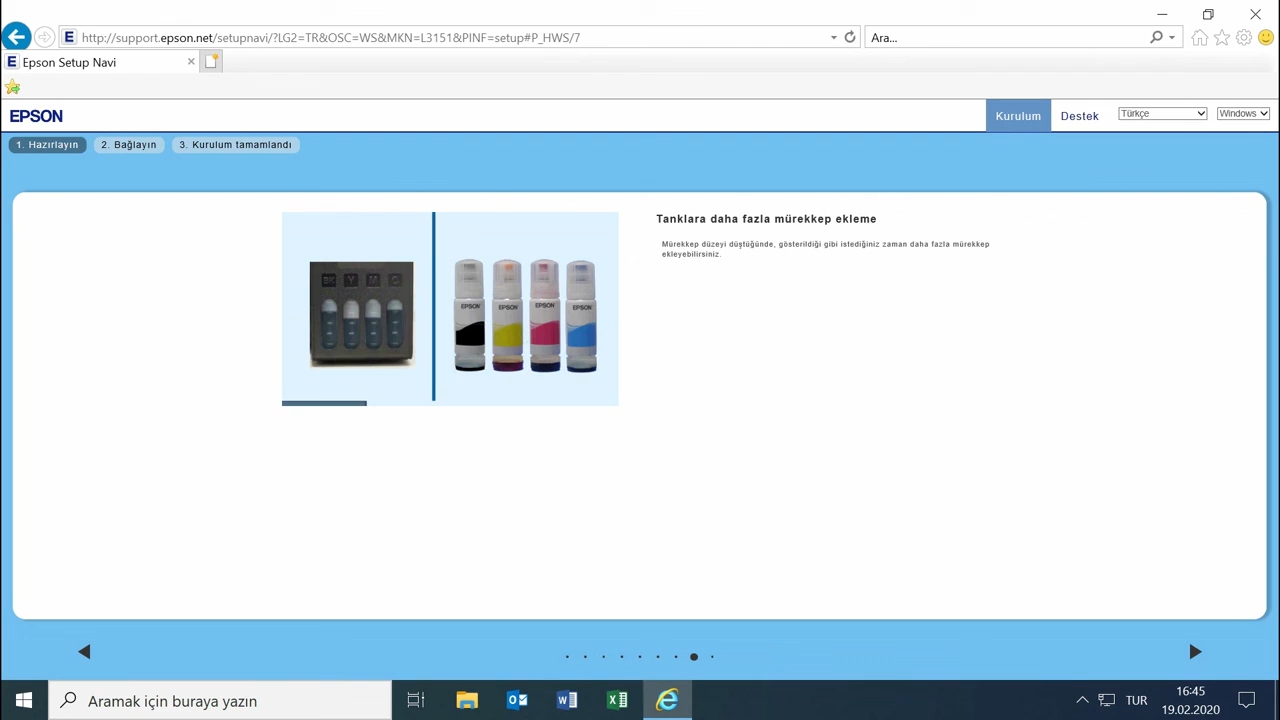 http://support.epson.net/setupnavi/?LG2=TR&OSC=WS&MKN=L3111&PINF=setup#P_HWS/7
Ara...
Epson Setup Navi
EPSON
Kurulum
Destek
Türkçe
Windows
1. Hazırlayın
2. Bağlayın
3. Kurulum tamamlandı
Tanklara daha fazla mürekkep ekleme
Mürekkep düzeyi düştüğünde, gösterildiği gibi istediğiniz zaman daha fazla mürekkep
ekleyebilirsiniz.
BK Y M C
EPSON EPSON EPSON EPSON
Aramak için buraya yazın
TUR
16:45
19.02.2020